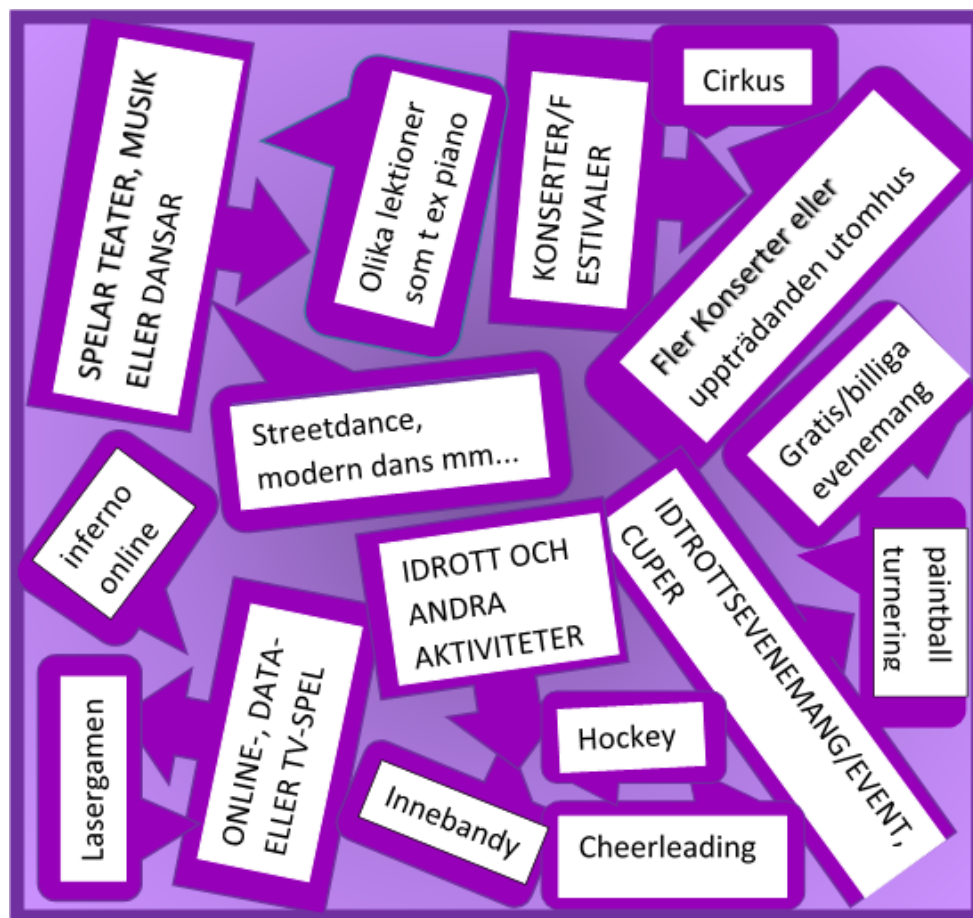 SPELAR TEATER, MUSIK
ELLER DANSAR
Olika lektioner
som t ex piano
KONSERTER/F
ESTIVALER
Cirkus
Fler Konserter eller
uppträdanden utomhus
Gratis/billiga
evenemang
Streetdance,
modern dans mm...
inferno
online
IDROTT OCH
ANDRA
AKTIVITETER
IDTROTTSEVENEMANG/EVENT,
CUPER
paintball
turnering
Lasergamen
ONLINE-, DATA-
ELLER TV-SPEL
Innebandy
Hockey
Cheerleading